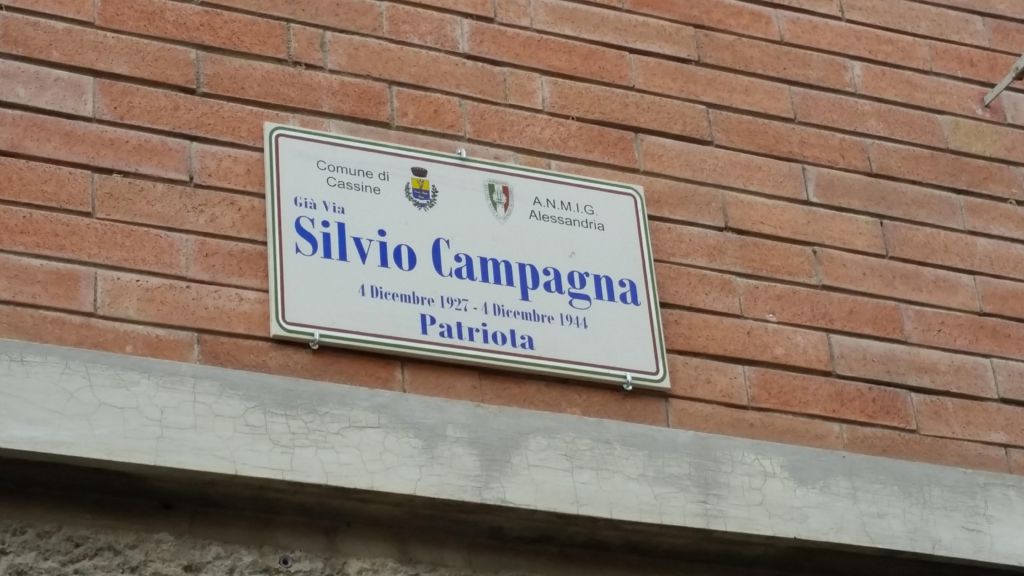 Comune di
Cassine
A.N.M.I.G.
Alessandria
Già Via
Silvio Campagna
4 Dicembre 1927 - 4 Dicembre 1944
Patriota